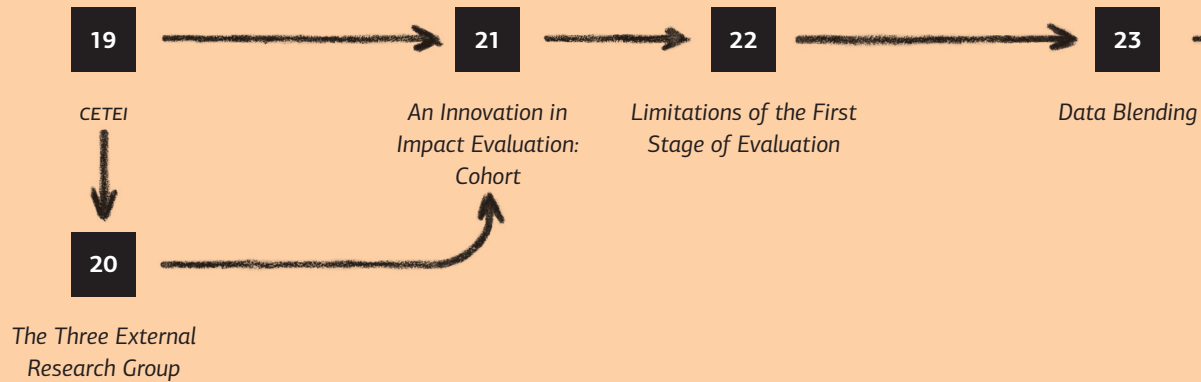 19
21
22
23
CETEI
An Innovation in
Impact Evaluation:
Cohort
Limitations of the First
Stage of Evaluation
Data Blending
20
The Three External
Research Group